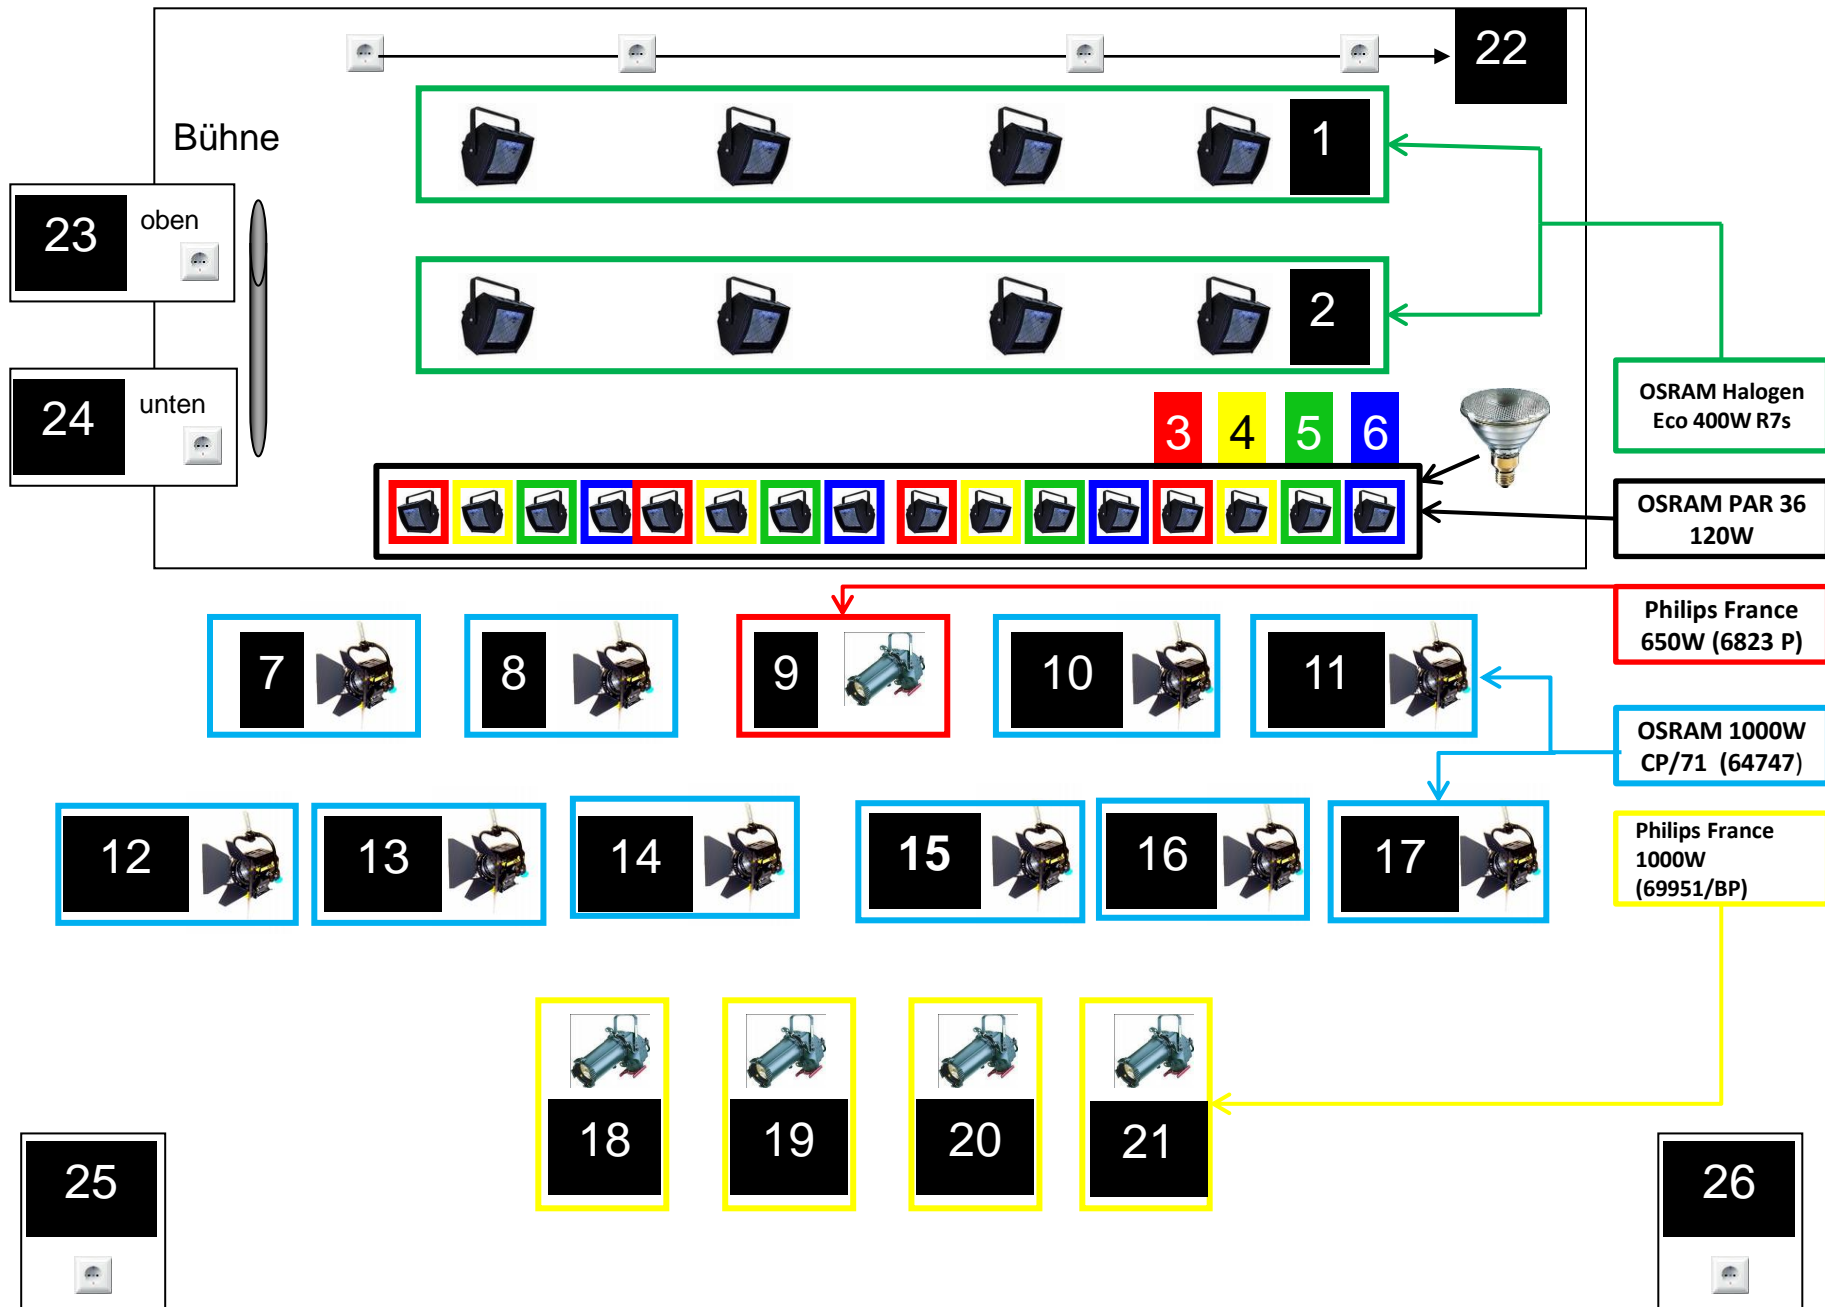 22
1
Bühne
23
oben
2
24
unten
3 4 5 6
OSRAM Halogen
Eco 400W R7s
OSRAM PAR 36
120W
Philips France
650W (6823 P)
7 8 9 10 11
OSRAM 1000W
CP/71 (64747)
12 13 14 15 16 17
Philips France
1000W
(69951/BP)
18 19 20 21
25
26